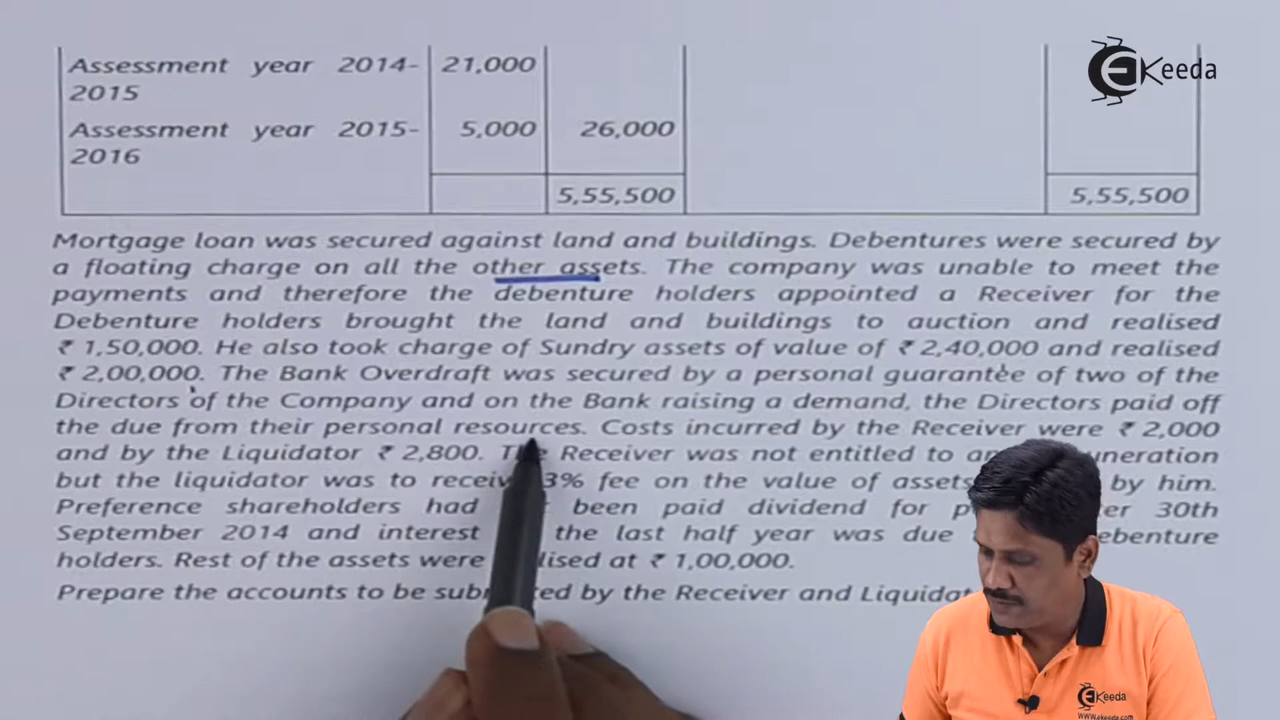 Assessment year 2014- 21,000
2015
Assessment year 2015- 5,000 26,000
2016
5,55,500 5,55,500
Mortgage loan was secured against land and buildings. Debentures were secured by
a floating charge on all the other assets. The company was unable to meet the
payments and therefore the debenture holders appointed a Receiver for the
Debenture holders brought the land and buildings to auction and realised
₹ 1,50,000. He also took charge of Sundry assets of value of ₹ 2,40,000 and realised
₹ 2,00,000. The Bank Overdraft was secured by a personal guarantee of two of the
Directors of the Company and on the Bank raising a demand, the Directors paid off
the due from their personal resources. Costs incurred by the Receiver were ₹ 2,000
and by the Liquidator ₹ 2,800. The Receiver was not entitled to
but the liquidator was to 3% fee on the value of assets by him.
Preference shareholders had been paid dividend for 30th
September 2014 and interest the last half year was due
holders. Rest of the assets were at ₹ 1,00,000.
Prepare the accounts to be by the Receiver and
EKeeda
EKeeda
www.ekeeda.com